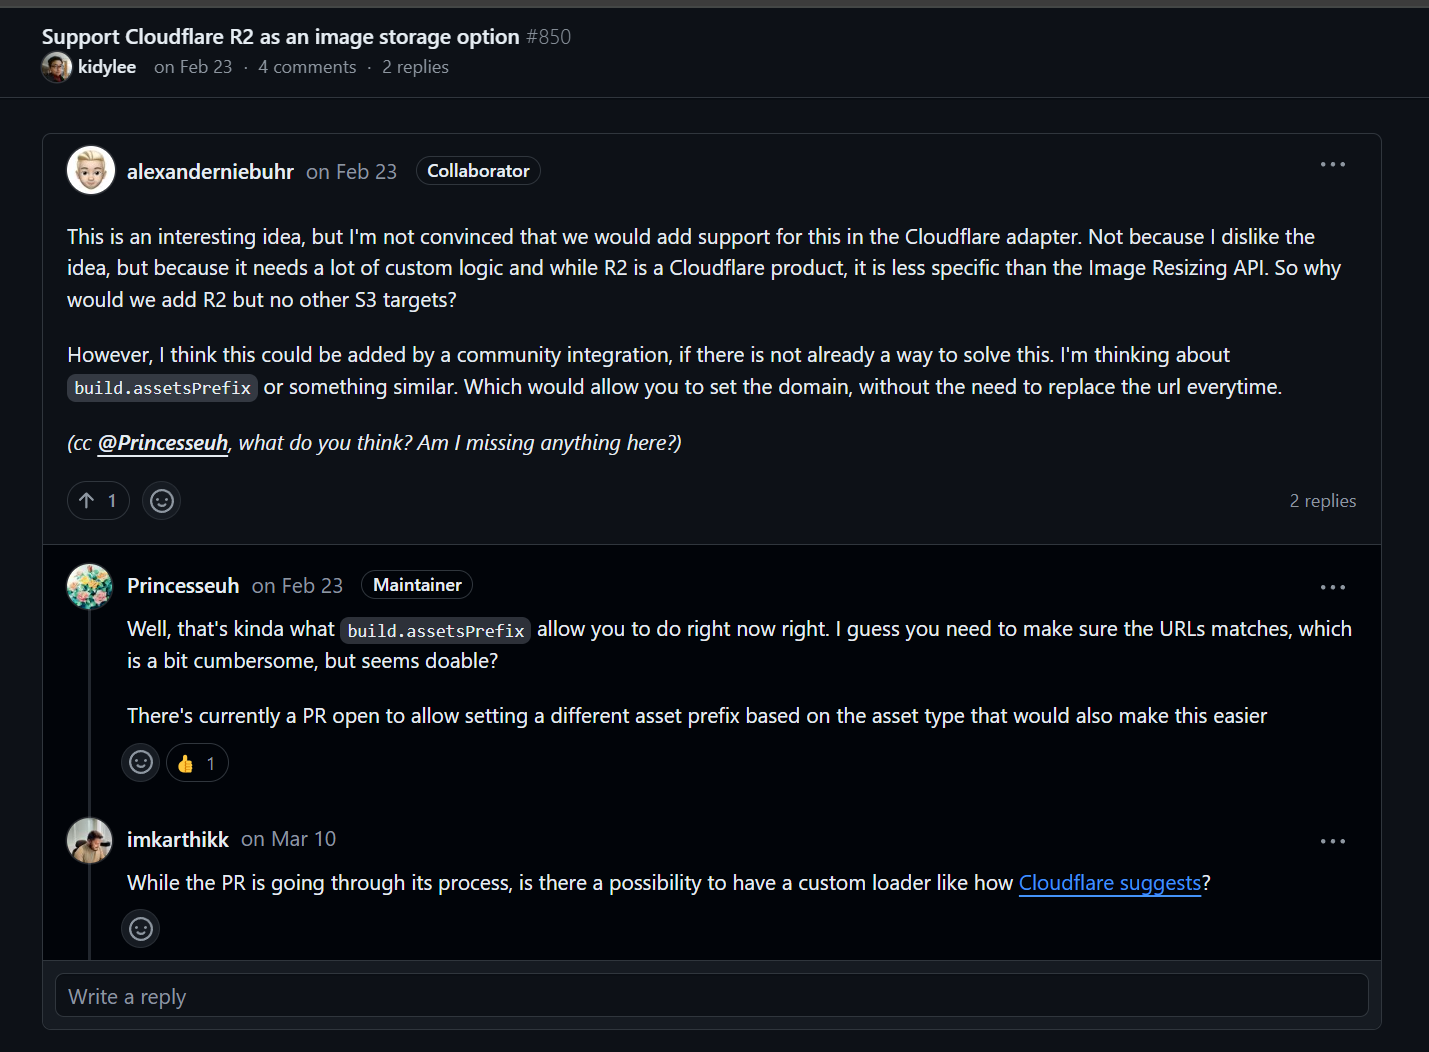 Support Cloudflare R2 as an image storage option #850
kidylee on Feb 23 · 4 comments · 2 replies
alexanderniebuhr on Feb 23 Collaborator
This is an interesting idea, but I'm not convinced that we would add support for this in the Cloudflare adapter. Not because I dislike the
idea, but because it needs a lot of custom logic and while R2 is a Cloudflare product, it is less specific than the Image Resizing API. So why
would we add R2 but no other S3 targets?
However, I think this could be added by a community integration, if there is not already a way to solve this. I'm thinking about
build.assetsPrefix or something similar. Which would allow you to set the domain, without the need to replace the url everytime.
(cc @Princesseuh, what do you think? Am I missing anything here?)
1
2 replies
Princesseuh on Feb 23 Maintainer
Well, that's kinda what build.assetsPrefix allow you to do right now right. I guess you need to make sure the URLs matches, which
is a bit cumbersome, but seems doable?
There's currently a PR open to allow setting a different asset prefix based on the asset type that would also make this easier
👍 1
imkarthikk on Mar 10
While the PR is going through its process, is there a possibility to have a custom loader like how Cloudflare suggests?
Write a reply